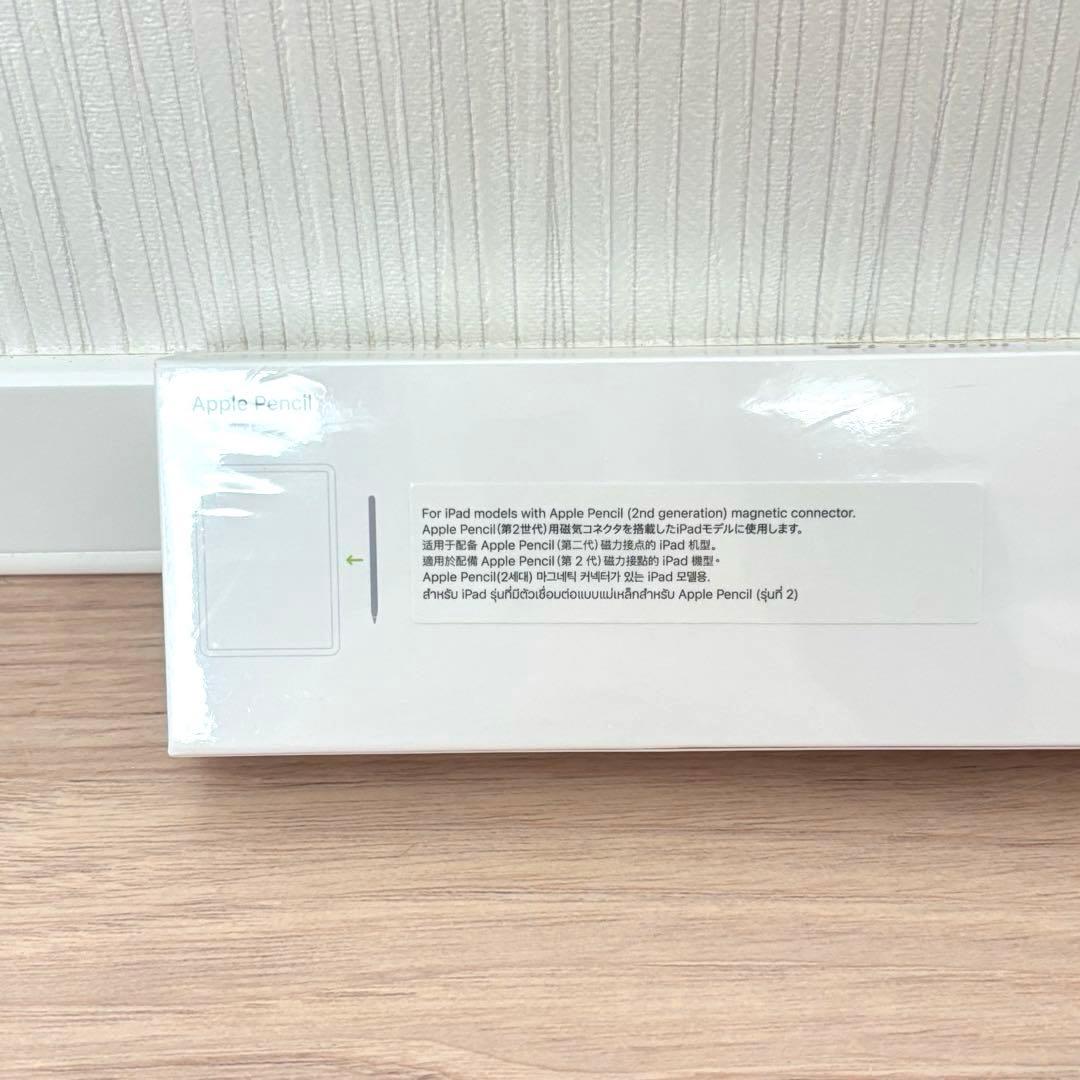 Apple Pencil
For iPad models with Apple Pencil (2nd generation) magnetic connector.
Apple Pencil(第2世代)用磁気コネクタを搭載したiPadモデルに使用します。
适用于配备 Apple Pencil(第二代)磁力接点的 iPad 机型。
適用於配備 Apple Pencil(第 2 代)磁力接點的 iPad 機型。
Apple Pencil(2세대) 마그네틱 커넥터가 있는 iPad 모델용.
สำหรับ iPad รุ่นที่มีตัวเชื่อมต่อแบบแม่เหล็กสำหรับ Apple Pencil (รุ่นที่ 2)